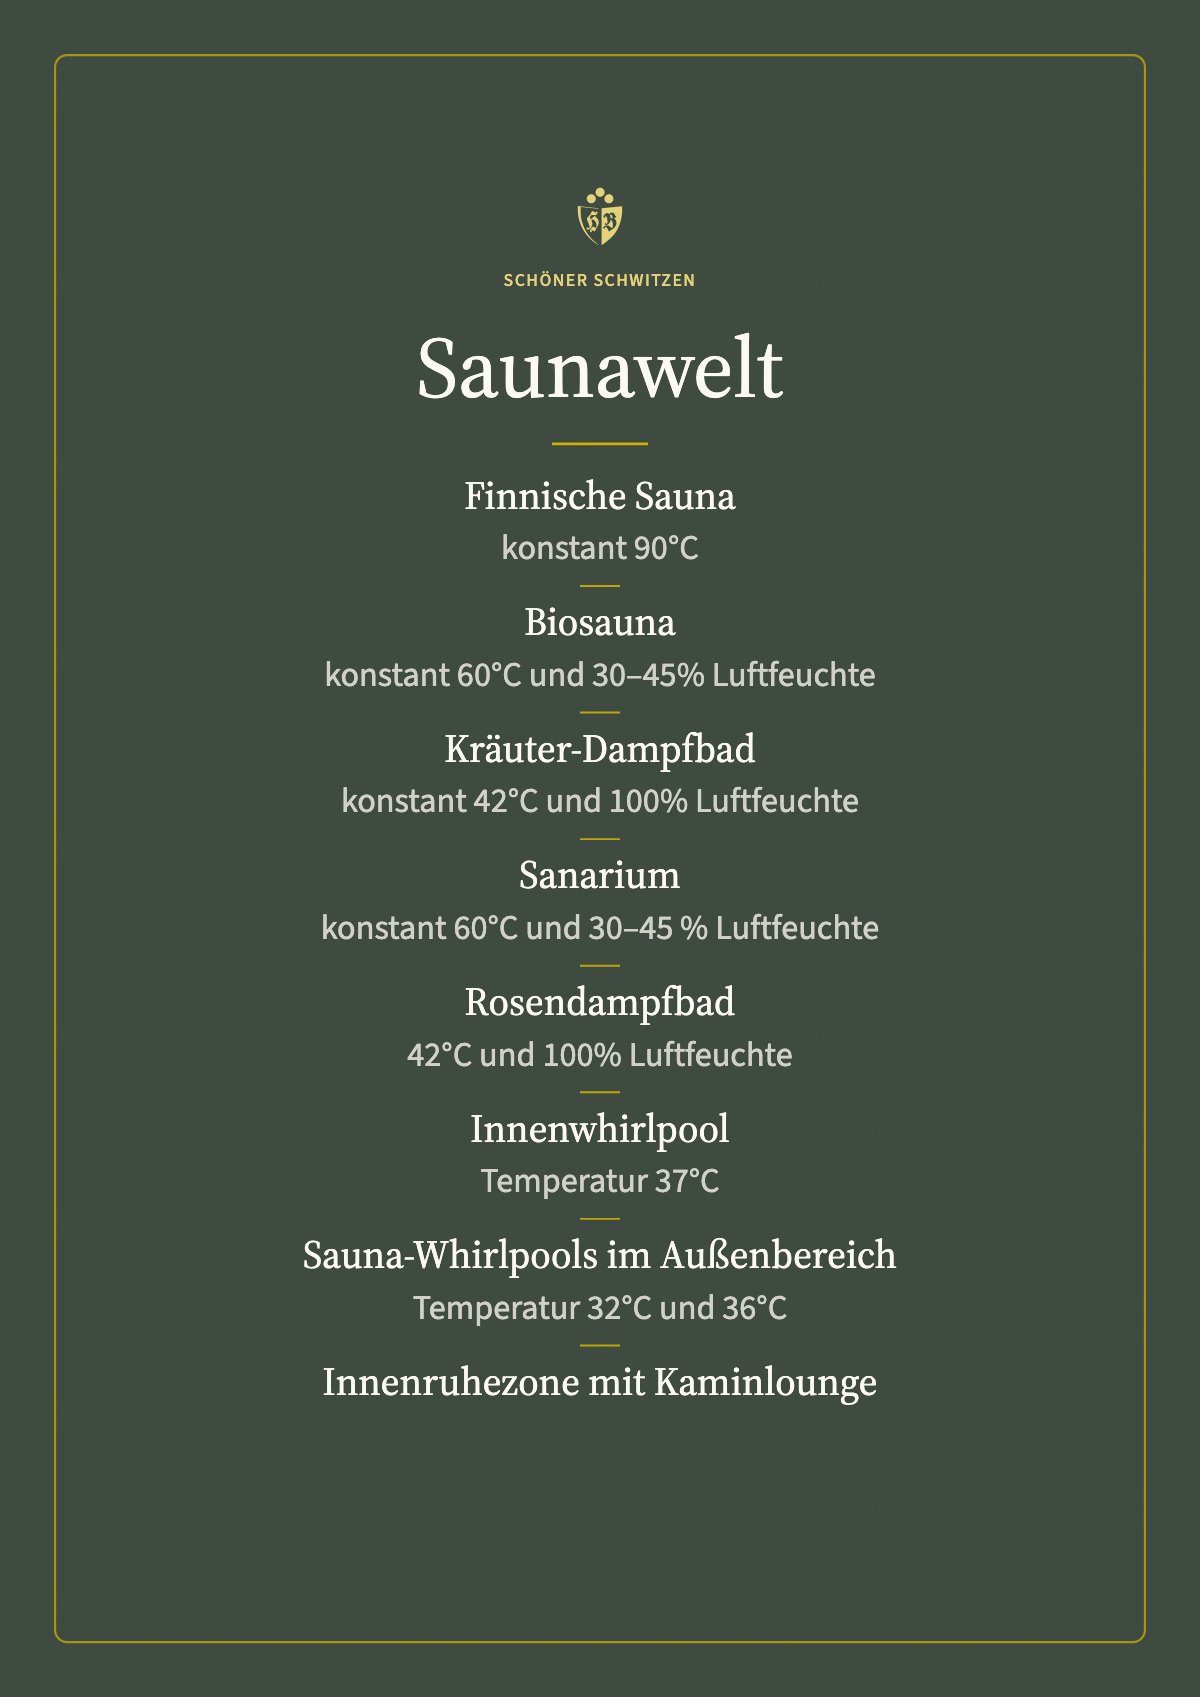 HB
SCHÖNER SCHWITZEN
Saunawelt
Finnische Sauna
konstant 90°C
Biosauna
konstant 60°C und 30–45% Luftfeuchte
Kräuter-Dampfbad
konstant 42°C und 100% Luftfeuchte
Sanarium
konstant 60°C und 30–45 % Luftfeuchte
Rosendampfbad
42°C und 100% Luftfeuchte
Innenwhirlpool
Temperatur 37°C
Sauna-Whirlpools im Außenbereich
Temperatur 32°C und 36°C
Innenruhezone mit Kaminlounge